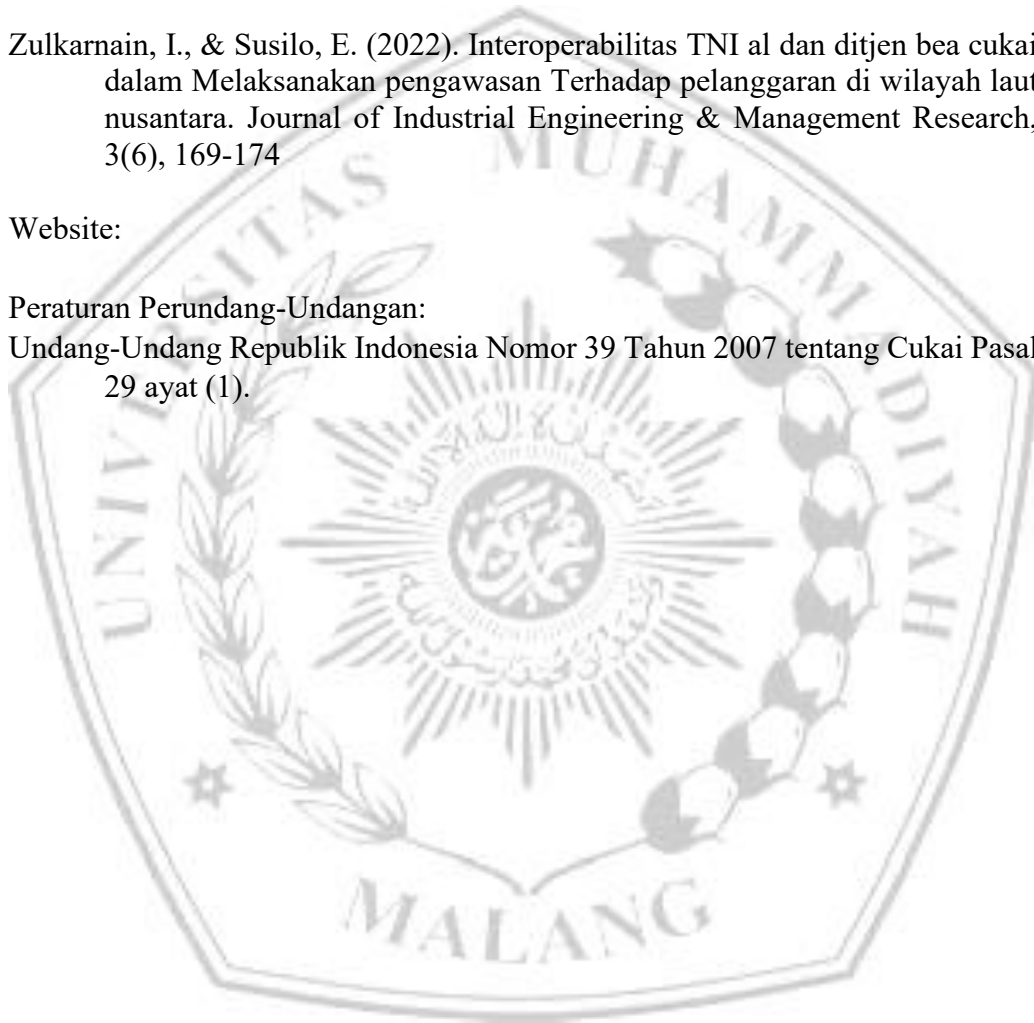 Zulkarnain, I., & Susilo, E. (2022). Interoperabilitas TNI al dan ditjen bea cukai
dalam Melaksanakan pengawasan Terhadap pelanggaran di wilayah laut
nusantara. Journal of Industrial Engineering & Management Research,
3(6), 169-174
Website:
Peraturan Perundang-Undangan:
Undang-Undang Republik Indonesia Nomor 39 Tahun 2007 tentang Cukai Pasal
29 ayat (1).
UNIVERSITAS MUHAMMADIYAH
MALANG